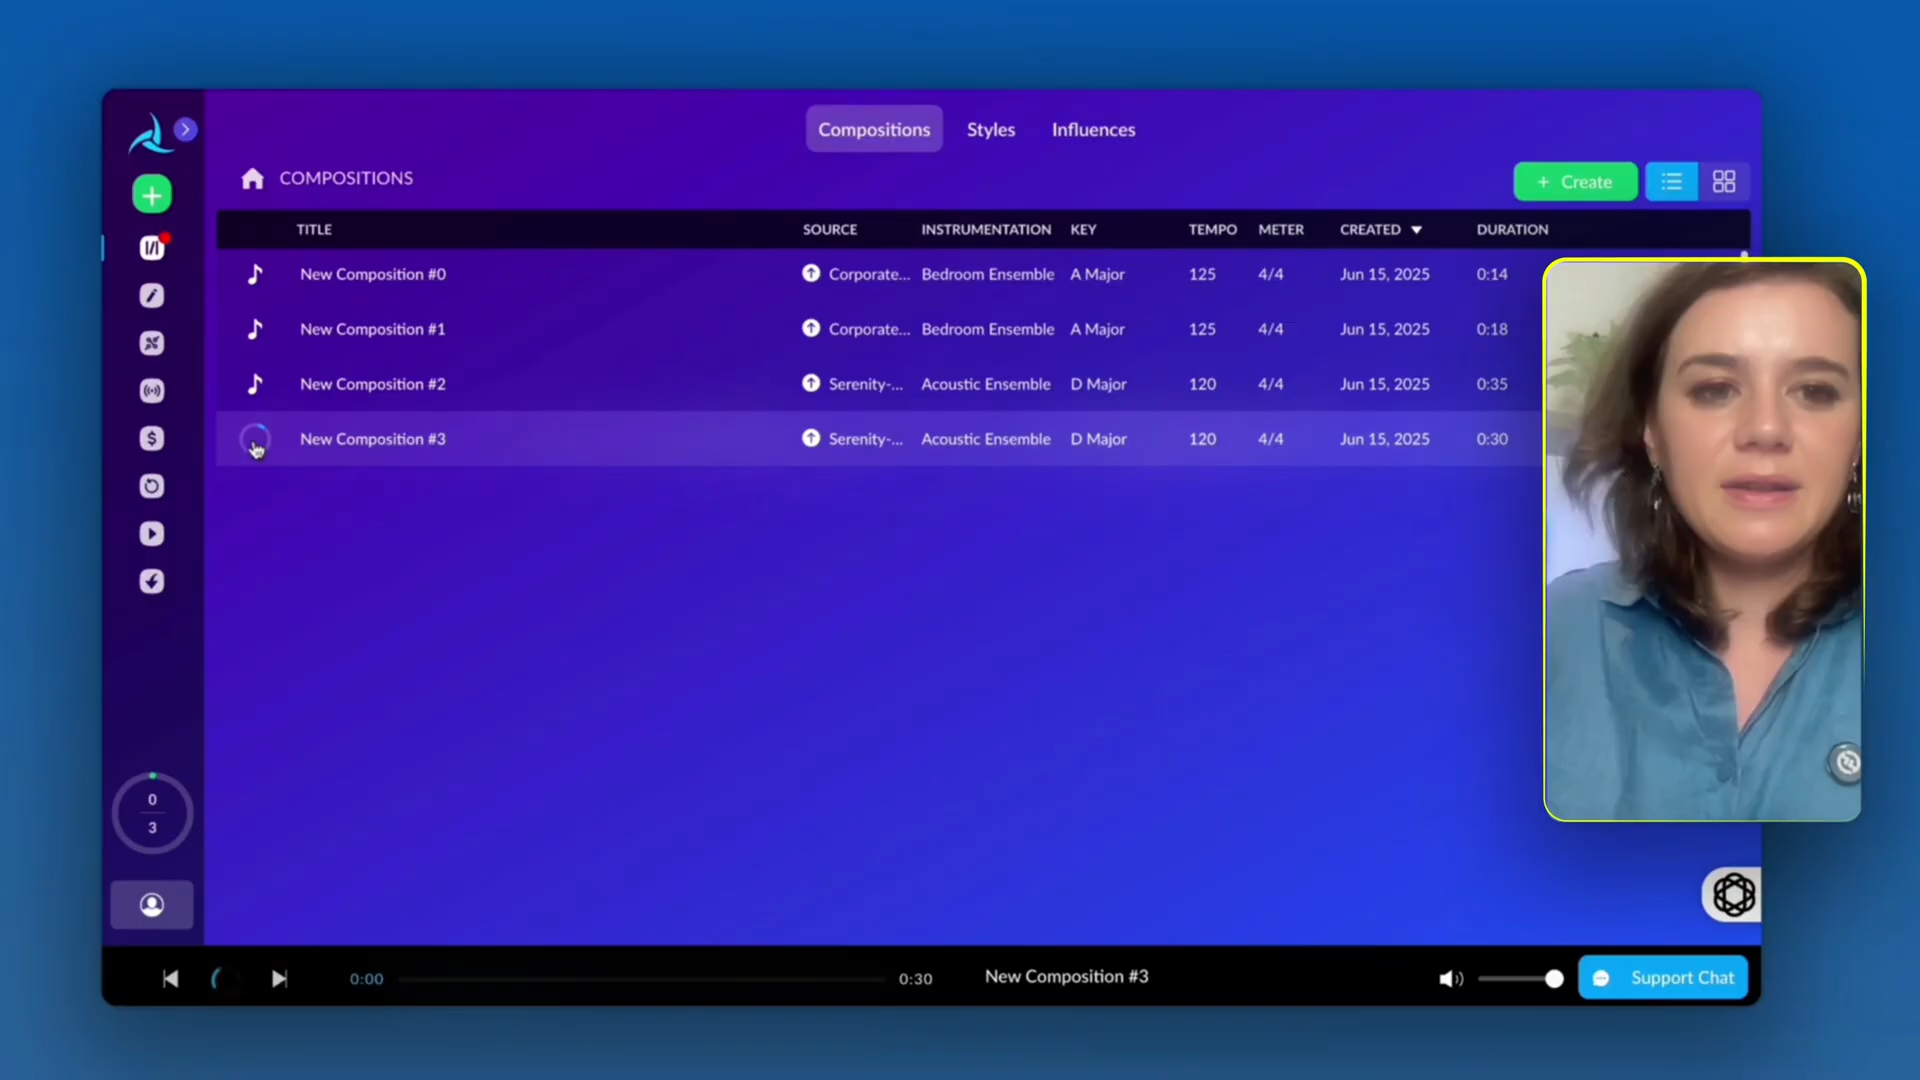 Compositions Styles Influences
COMPOSITIONS
+ Create
TITLE SOURCE INSTRUMENTATION KEY TEMPO METER CREATED DURATION
New Composition #0 Corporate... Bedroom Ensemble A Major 125 4/4 Jun 15, 2025 0:14
New Composition #1 Corporate... Bedroom Ensemble A Major 125 4/4 Jun 15, 2025 0:18
New Composition #2 Serenity-... Acoustic Ensemble D Major 120 4/4 Jun 15, 2025 0:35
New Composition #3 Serenity-... Acoustic Ensemble D Major 120 4/4 Jun 15, 2025 0:30
0
3
0:00 0:30 New Composition #3 Support Chat